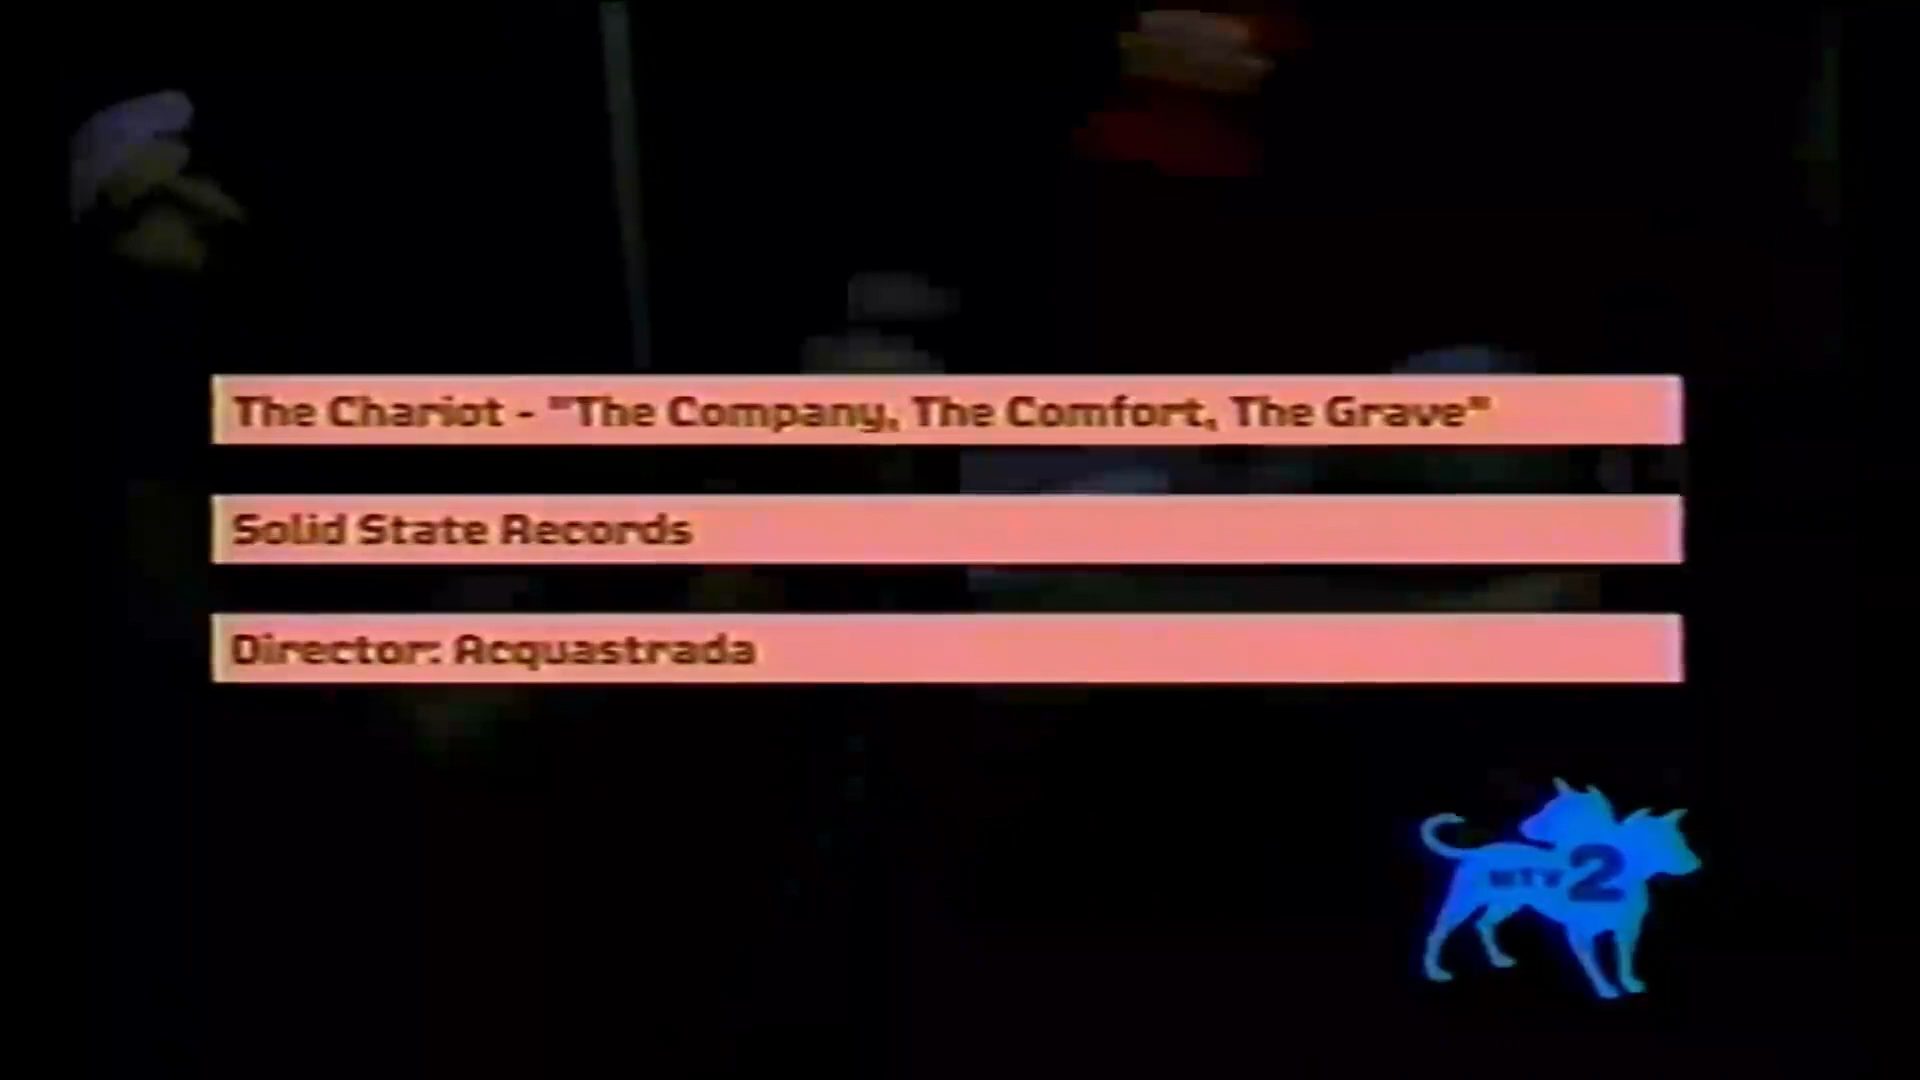 The Chariot - "The Company, The Comfort, The Grave"
Solid State Records
Director: Acquastrada
MTV2